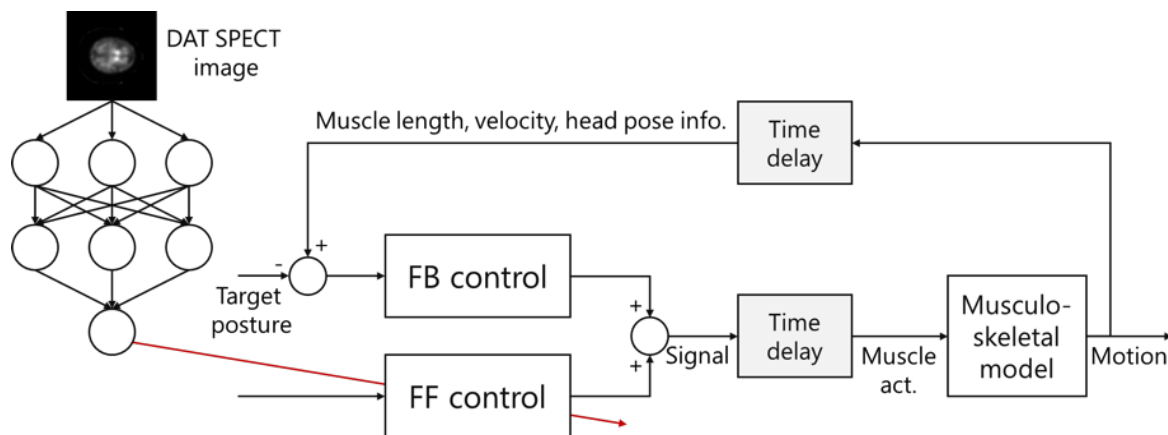 DAT SPECT
image
Muscle length, velocity, head pose info.
Time
delay
+
-
FB control
Target
posture
+
+
Signal
Time
delay
Muscle
act.
Musculo-
skeletal
model
Motion
FF control